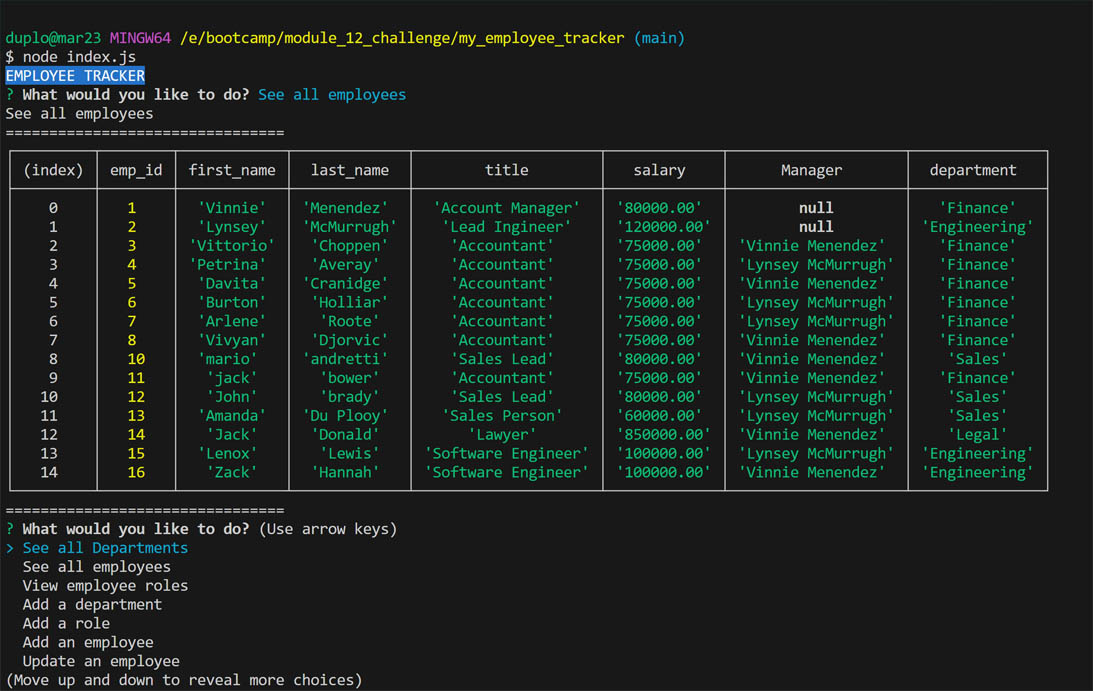 duplo@mar23 MINGW64 /e/bootcamp/module_12_challenge/my_employee_tracker (main)
$ node index.js
EMPLOYEE TRACKER
? What would you like to do? See all employees
See all employees
================================
(index) emp_id first_name last_name title salary Manager department
0 1 'Vinnie' 'Menendez' 'Account Manager' '80000.00' null 'Finance'
1 2 'Lynsey' 'McMurrugh' 'Lead Ingineer' '120000.00' null 'Engineering'
2 3 'Vittorio' 'Choppen' 'Accountant' '75000.00' 'Vinnie Menendez' 'Finance'
3 4 'Petrina' 'Averay' 'Accountant' '75000.00' 'Lynsey McMurrugh' 'Finance'
4 5 'Davita' 'Cranidge' 'Accountant' '75000.00' 'Vinnie Menendez' 'Finance'
5 6 'Burton' 'Holliar' 'Accountant' '75000.00' 'Lynsey McMurrugh' 'Finance'
6 7 'Arlene' 'Roote' 'Accountant' '75000.00' 'Lynsey McMurrugh' 'Finance'
7 8 'Vivyan' 'Djorvic' 'Accountant' '75000.00' 'Vinnie Menendez' 'Finance'
8 10 'mario' 'andretti' 'Sales Lead' '80000.00' 'Vinnie Menendez' 'Sales'
9 11 'jack' 'bower' 'Accountant' '75000.00' 'Vinnie Menendez' 'Finance'
10 12 'John' 'brady' 'Sales Lead' '80000.00' 'Lynsey McMurrugh' 'Sales'
11 13 'Amanda' 'Du Plooy' 'Sales Person' '60000.00' 'Lynsey McMurrugh' 'Sales'
12 14 'Jack' 'Donald' 'Lawyer' '850000.00' 'Vinnie Menendez' 'Legal'
13 15 'Lenox' 'Lewis' 'Software Engineer' '100000.00' 'Lynsey McMurrugh' 'Engineering'
14 16 'Zack' 'Hannah' 'Software Engineer' '100000.00' 'Vinnie Menendez' 'Engineering'
================================
? What would you like to do? (Use arrow keys)
> See all Departments
See all employees
View employee roles
Add a department
Add a role
Add an employee
Update an employee
(Move up and down to reveal more choices)